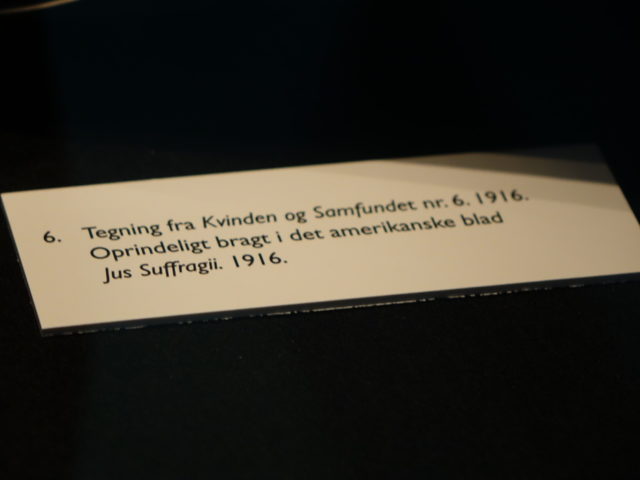 6. Tegning fra Kvinden og Samfundet nr. 6. 1916.
Oprindeligt bragt i det amerikanske blad
Jus Suffragii. 1916.